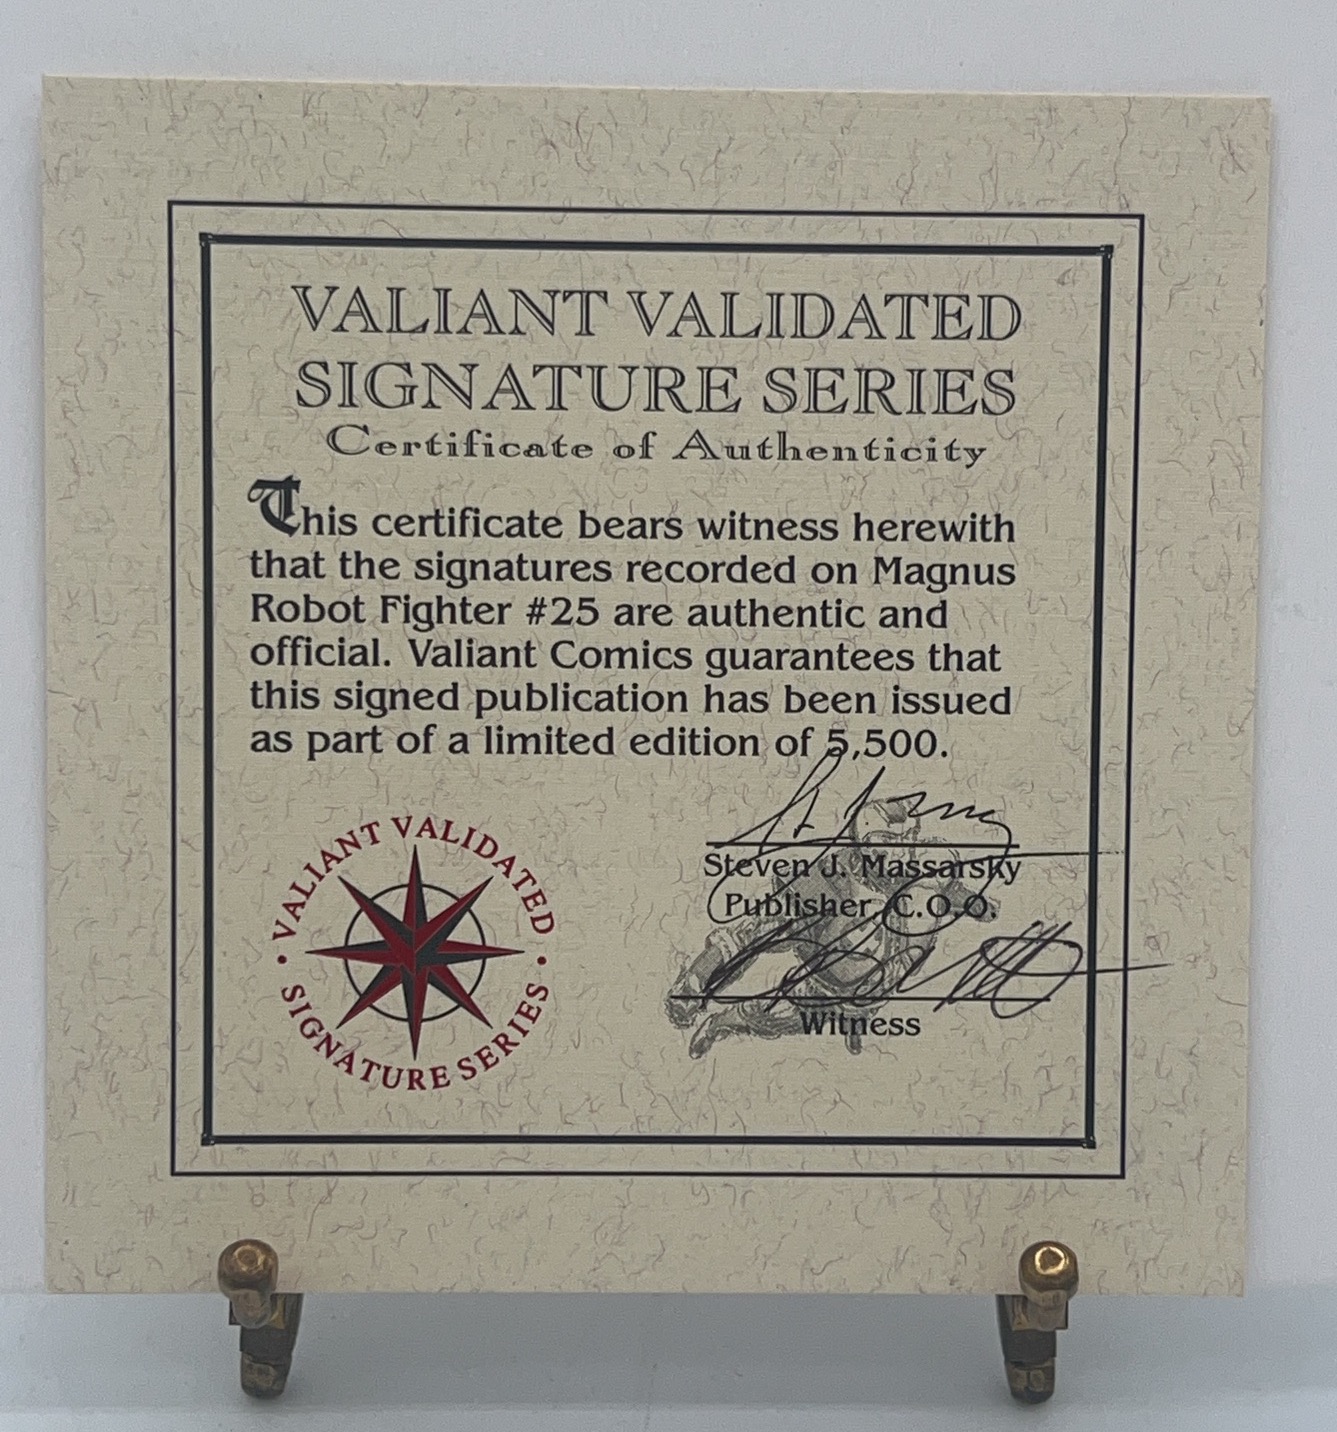 VALIANT VALIDATED
SIGNATURE SERIES
Certificate of Authenticity
This certificate bears witness herewith
that the signatures recorded on Magnus
Robot Fighter #25 are authentic and
official. Valiant Comics guarantees that
this signed publication has been issued
as part of a limited edition of 5,500.
• VALIANT VALIDATED •
SIGNATURE SERIES
Steven J. Massarsky
Publisher, C.O.O.
Witness